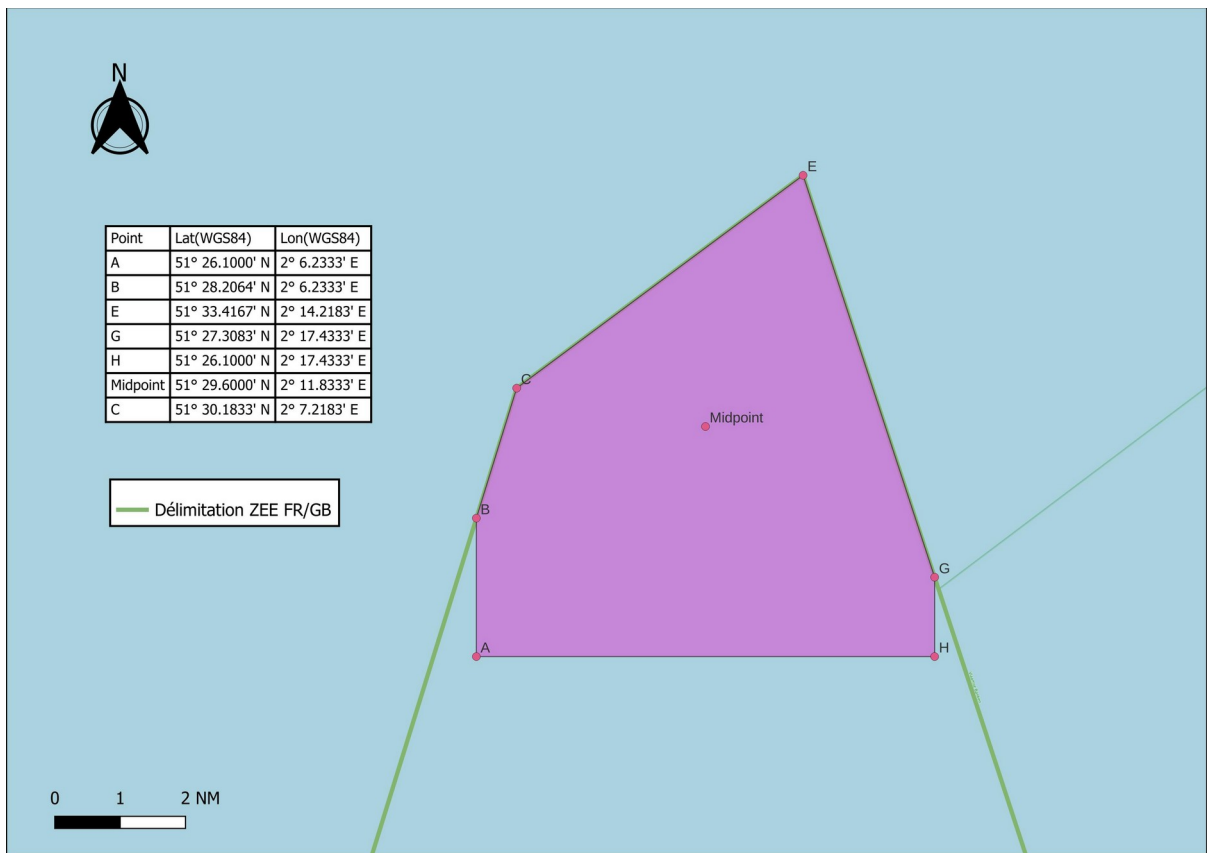 N
E
Point Lat(WGS84) Lon(WGS84)
A 51° 26.1000' N 2° 6.2333' E
B 51° 28.2064' N 2° 6.2333' E
E 51° 33.4167' N 2° 14.2183' E
G 51° 27.3083' N 2° 17.4333' E
H 51° 26.1000' N 2° 17.4333' E
Midpoint 51° 29.6000' N 2° 11.8333' E
C 51° 30.1833' N 2° 7.2183' E
C
Midpoint
Délimitation ZEE FR/GB
B
G
A
H
0 1 2 NM